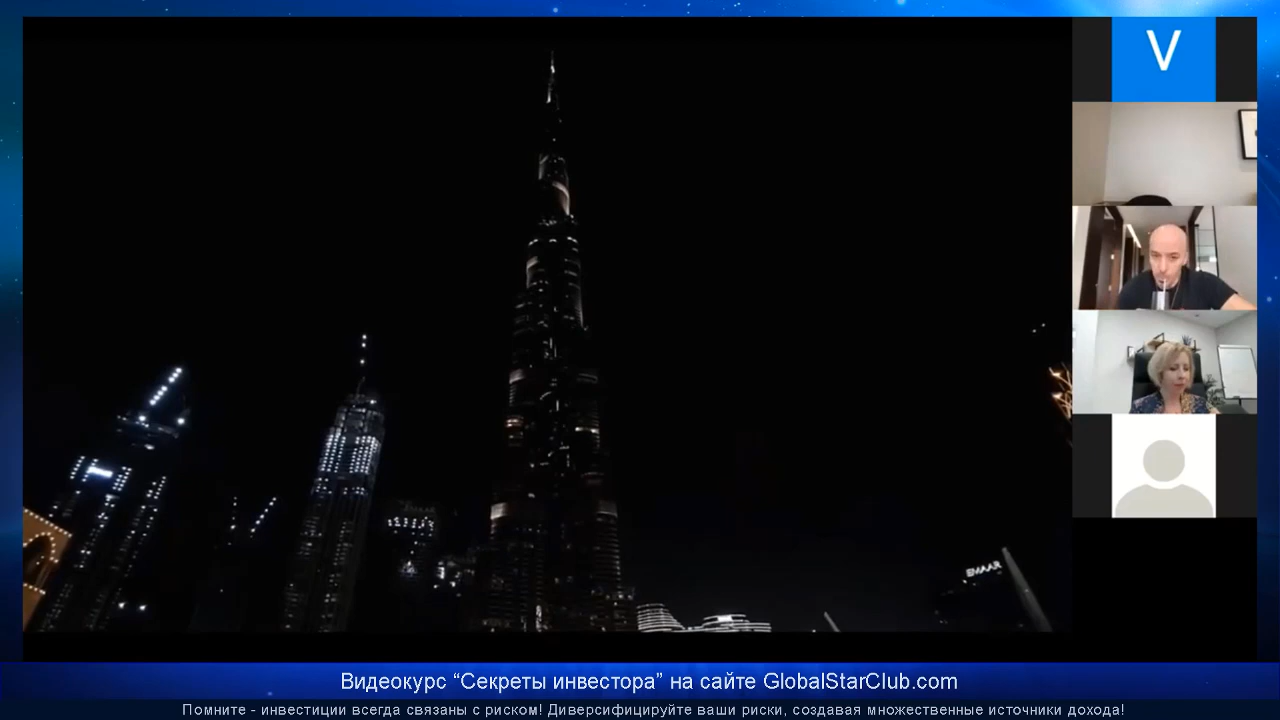 V
EMAAR
EMAAR
Видеокурс “Секреты инвестора” на сайте GlobalStarClub.com
Помните - инвестиции всегда связаны с риском! Диверсифицируйте ваши риски, создавая множественные источники дохода!